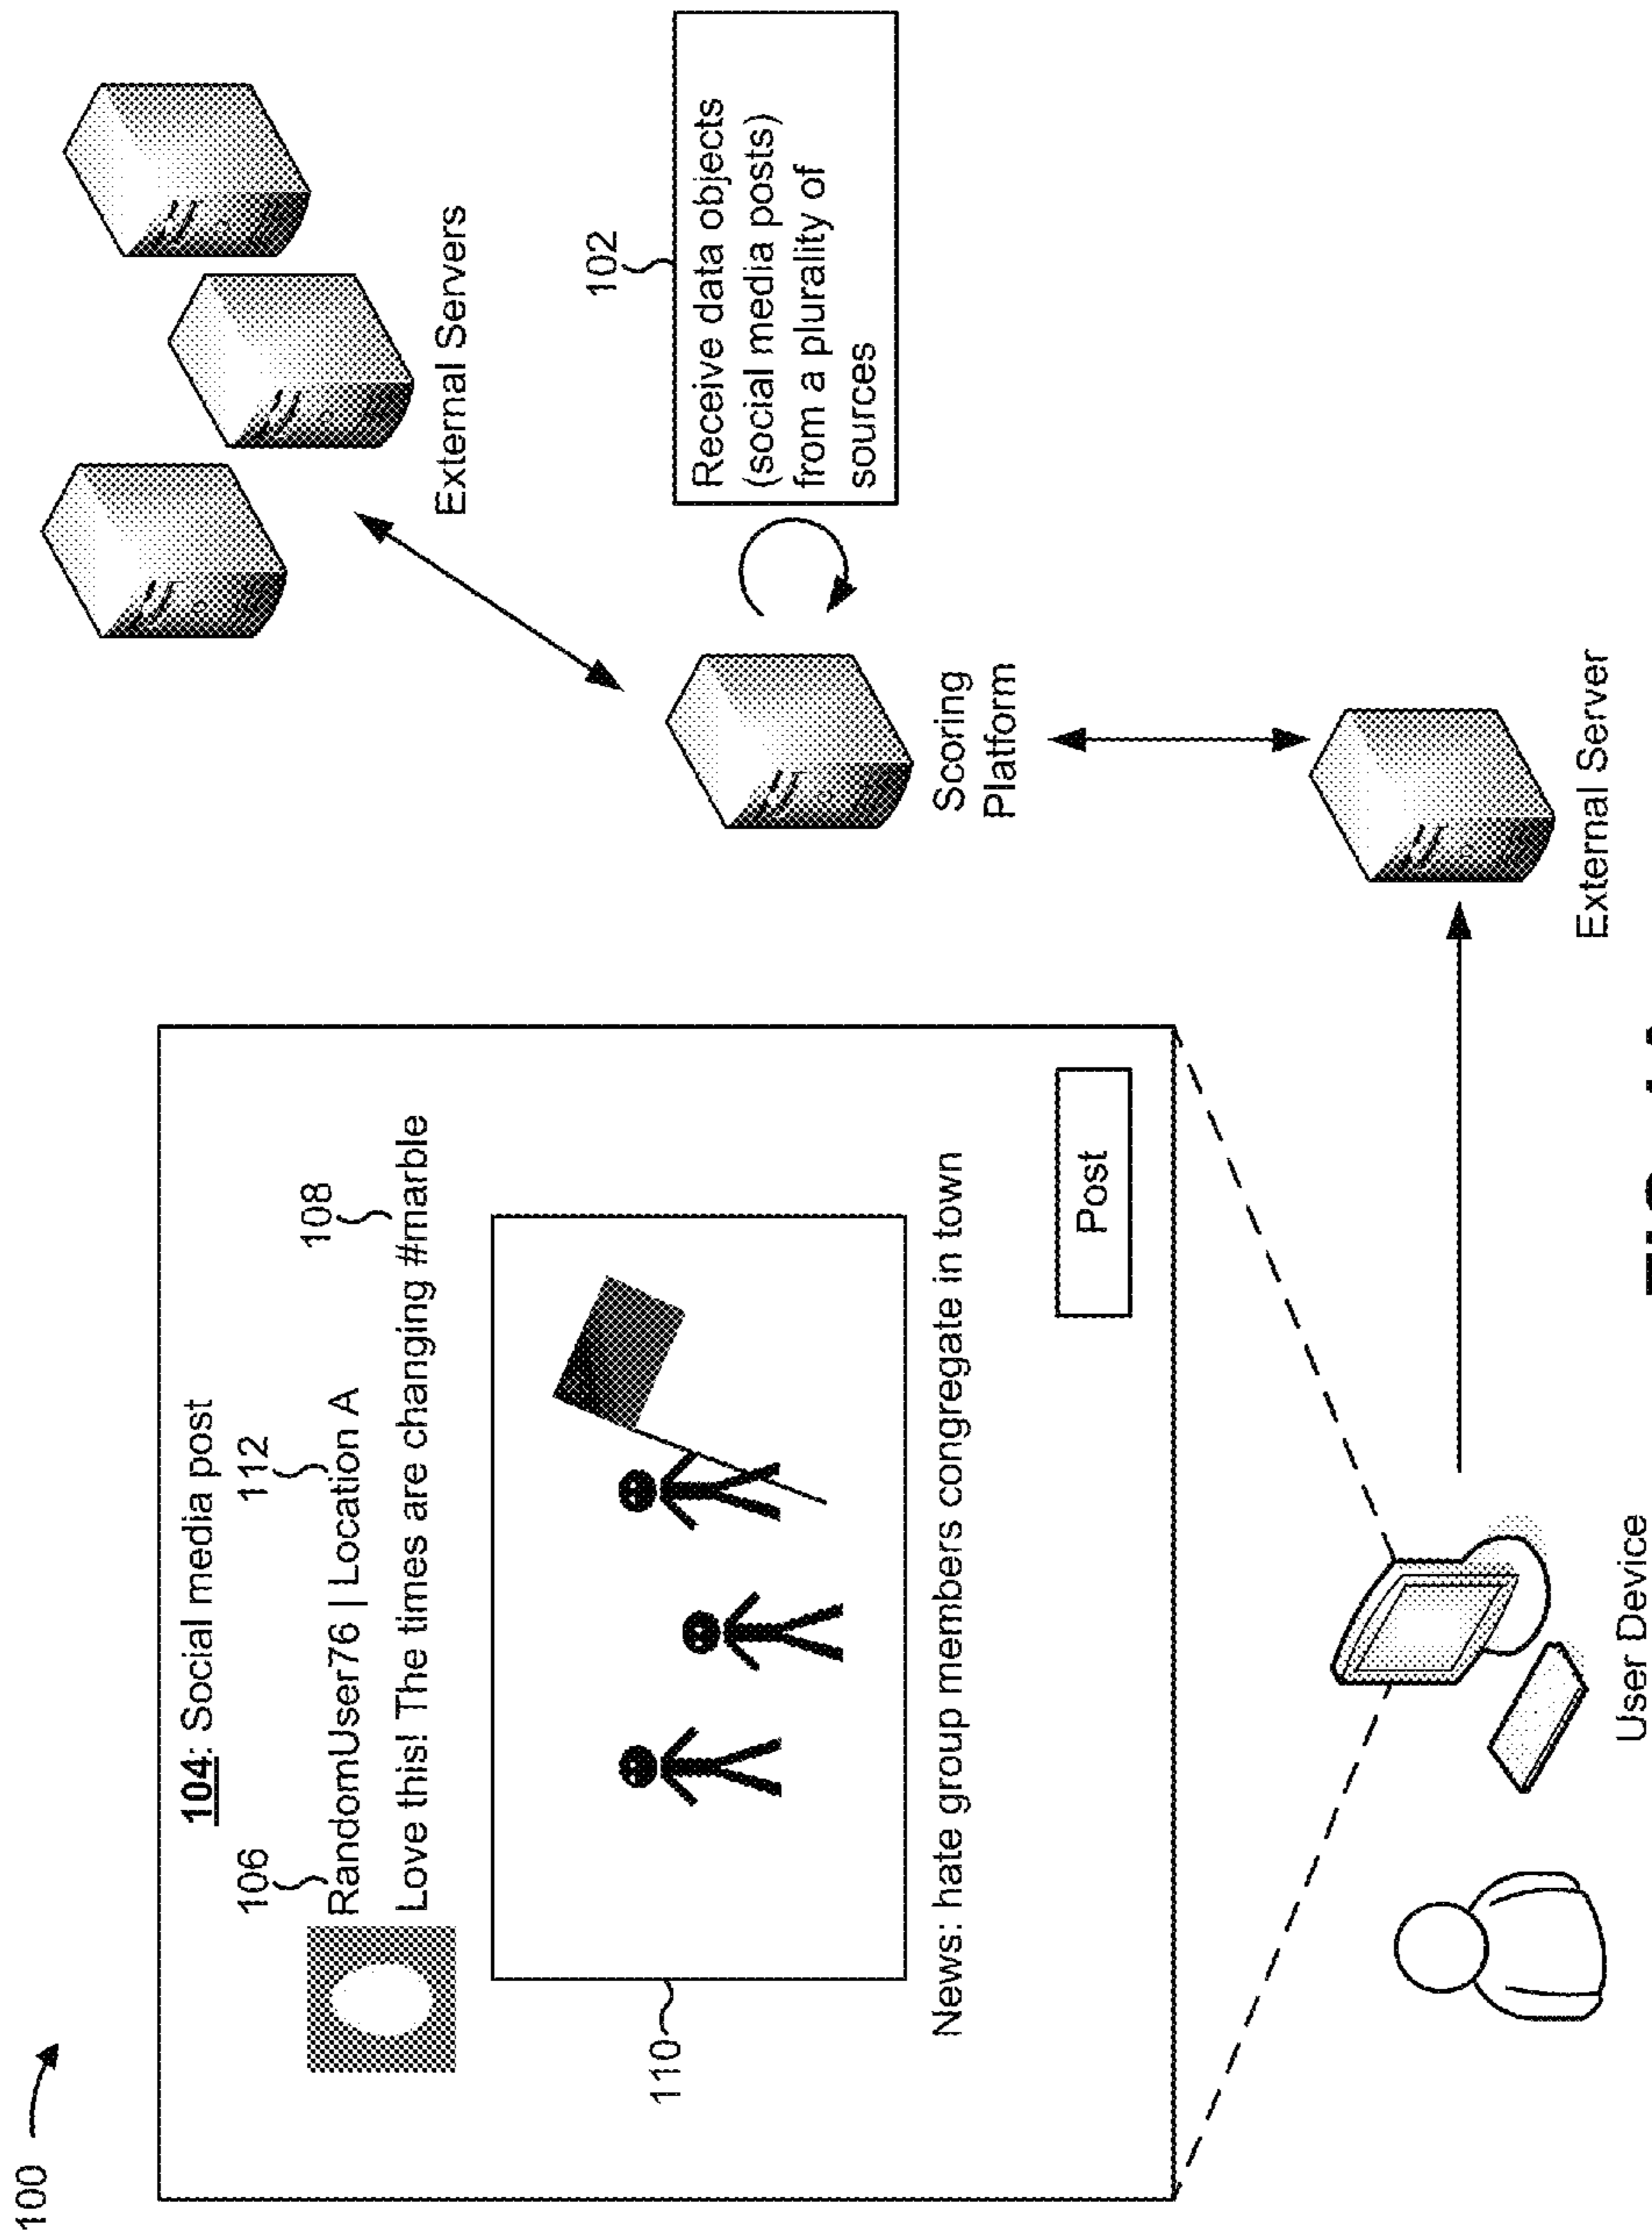 100
104: Social media post
106
112
RandomUser76 | Location A
108
Love this! The times are changing #marble
110
News: hate group members congregate in town
Post
User Device
External Server
Scoring
Platform
External Servers
102
Receive data objects
(social media posts)
from a plurality of
sources